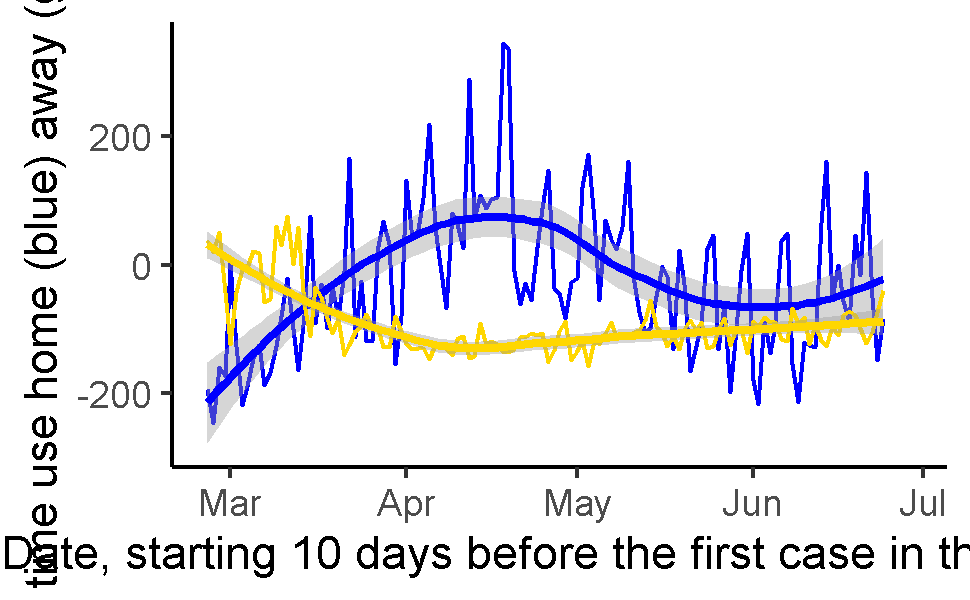 time use home (blue) away (
200
0
-200
Mar Apr May Jun Jul
Date, starting 10 days before the first case in th